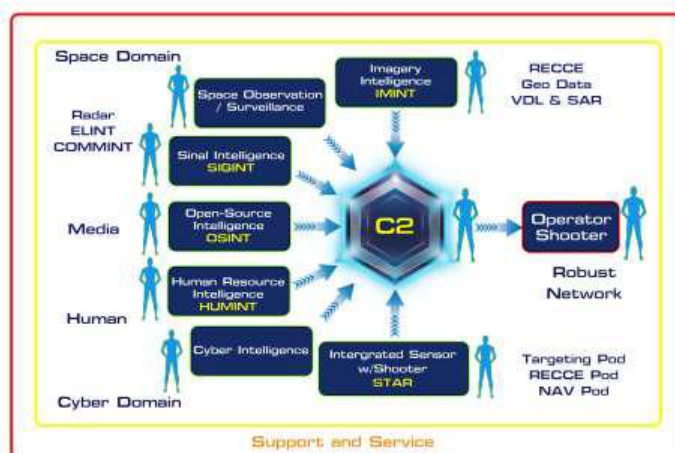 Space Domain
Space Observation
/ Surveillance
Imagery
Intelligence
IMINT
RECCE
Geo Data
VDL & SAR
Radar
ELINT
COMMINT
Sinal Intelligence
SIGINT
Media
Open-Source
Intelligence
OSINT
C2
Operator
Shooter
Robust
Network
Human
Human Resource
Intelligence
HUMINT
Cyber Intelligence
Cyber Domain
Intergrated Sensor
w/Shooter
STAR
Targeting Pod
RECCE Pod
NAV Pod
Support and Service